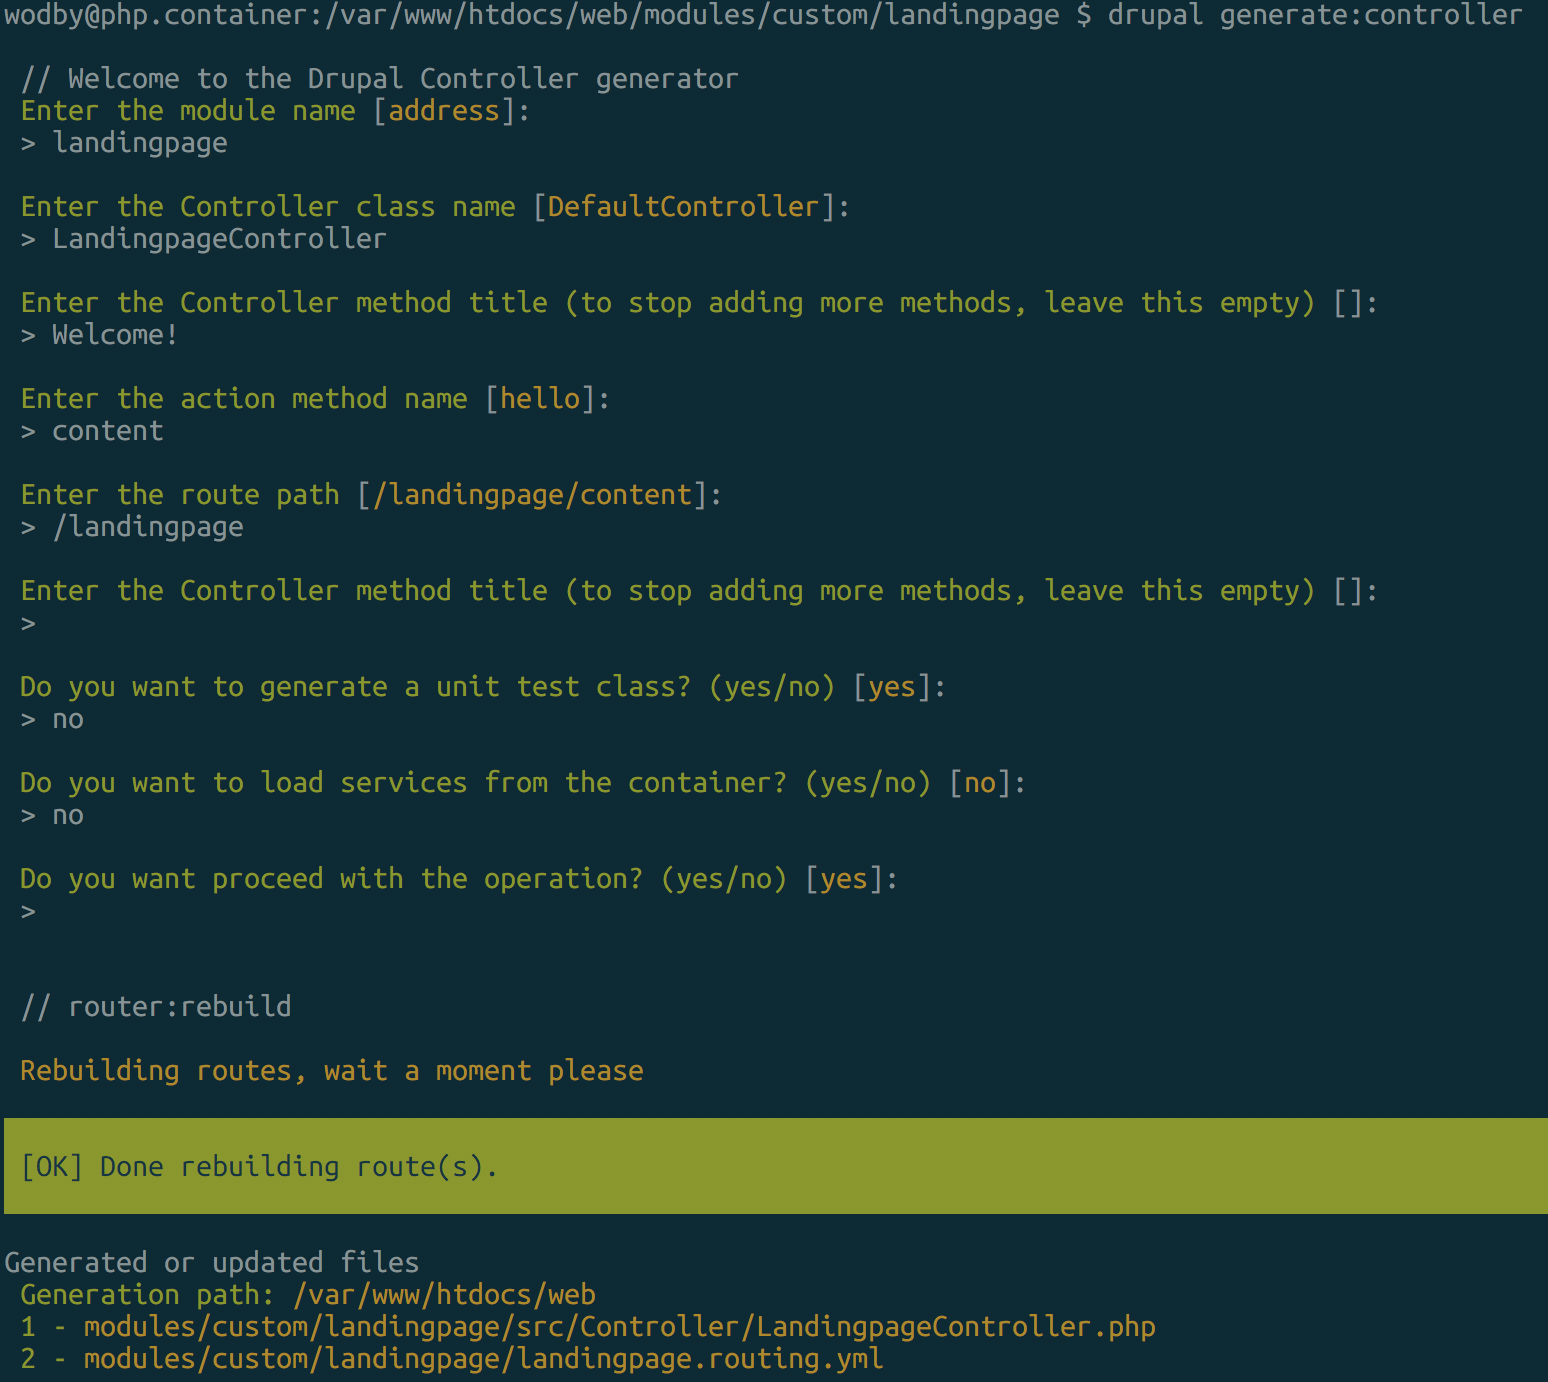 wodby@php.container:/var/www/htdocs/web/modules/custom/landingpage $ drupal generate:controller
// Welcome to the Drupal Controller generator
Enter the module name [address]:
> landingpage
Enter the Controller class name [DefaultController]:
> LandingpageController
Enter the Controller method title (to stop adding more methods, leave this empty) []:
> Welcome!
Enter the action method name [hello]:
> content
Enter the route path [/landingpage/content]:
> /landingpage
Enter the Controller method title (to stop adding more methods, leave this empty) []:
>
Do you want to generate a unit test class? (yes/no) [yes]:
> no
Do you want to load services from the container? (yes/no) [no]:
> no
Do you want proceed with the operation? (yes/no) [yes]:
>
// router:rebuild
Rebuilding routes, wait a moment please
[OK] Done rebuilding route(s).
Generated or updated files
Generation path: /var/www/htdocs/web
1 - modules/custom/landingpage/src/Controller/LandingpageController.php
2 - modules/custom/landingpage/landingpage.routing.yml